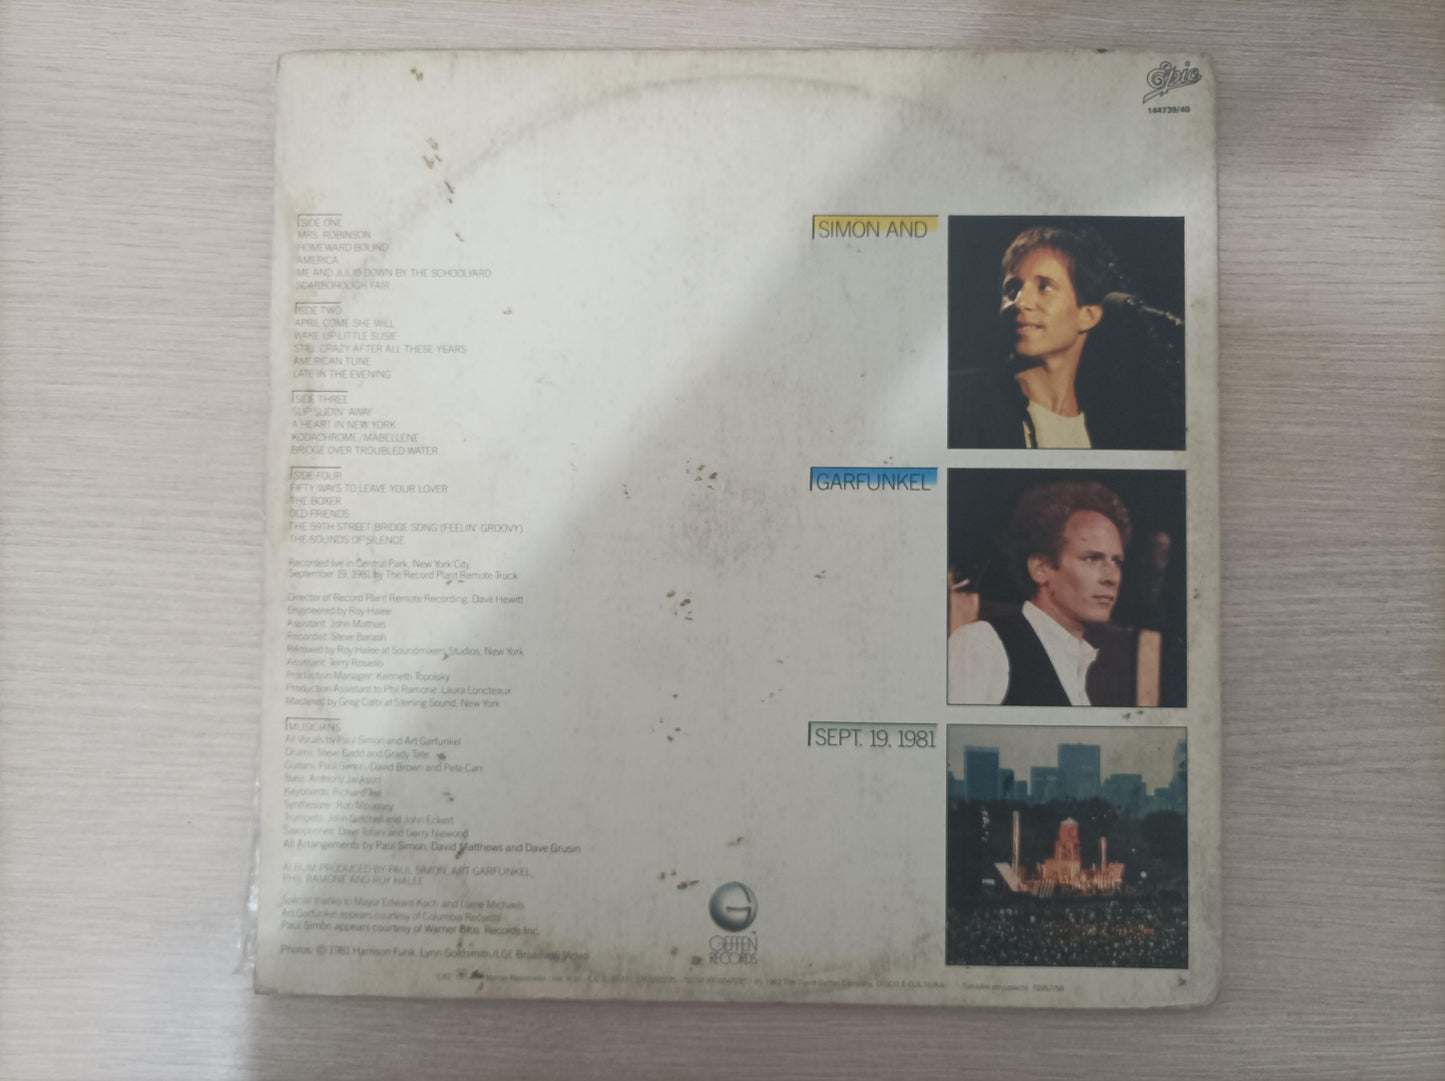 Epic
144739/40
SIDE ONE
MRS. ROBINSON
HOMEWARD BOUND
AMERICA
ME AND JULIO DOWN BY THE SCHOOLYARD
SCARBOROUGH FAIR
SIDE TWO
APRIL COME SHE WILL
WAKE UP LITTLE SUSIE
STILL CRAZY AFTER ALL THESE YEARS
AMERICAN TUNE
LATE IN THE EVENING
SIDE THREE
SLIP SLIDIN' AWAY
A HEART IN NEW YORK
KODACHROME/MABELLENE
BRIDGE OVER TROUBLED WATER
SIDE FOUR
FIFTY WAYS TO LEAVE YOUR LOVER
THE BOXER
OLD FRIENDS
THE 59TH STREET BRIDGE SONG (FEELIN' GROOVY)
THE SOUNDS OF SILENCE
Recorded live in Central Park, New York City,
September 19, 1981 by The Record Plant Remote Truck
Director of Record Plant Remote Recording: Dave Hewitt
Engineered by Roy Halee
Assistant: John Mathias
Recordist: Steve Barash
Remixed by Roy Halee at Soundmixers Studios, New York
Assistant: Terry Rosiello
Production Manager: Kenneth Topolsky
Production Assistant to Phil Ramone: Laura Loncteaux
Mastered by Greg Calbi at Sterling Sound, New York
MUSICIANS
All Vocals by Paul Simon and Art Garfunkel
Drums: Steve Gadd and Grady Tate
Guitars: Paul Simon, David Brown and Pete Carr
Bass: Anthony Jackson
Keyboards: Richard Tee
Synthesizer: Rob Mounsey
Trumpets: John Gatchell and John Eckert
Saxophones: Dave Tofani and Gerry Niewood
All Arrangements by Paul Simon, David Matthews and Dave Grusin
ALBUM PRODUCED BY PAUL SIMON, ART GARFUNKEL,
PHIL RAMONE AND ROY HALEE
Special thanks to Mayor Edward Koch and Lorne Michaels
Art Garfunkel appears courtesy of Columbia Records
Paul Simon appears courtesy of Warner Bros. Records Inc.
Photos: © 1981 Harrison Funk, Lynn Goldsmith/LGI, Broadway Video
SIMON AND
GARFUNKEL
SEPT. 19, 1981
G
GEFFEN
RECORDS
1982 The David Geffen Company. DISCO É CULTURA. Também em cassete